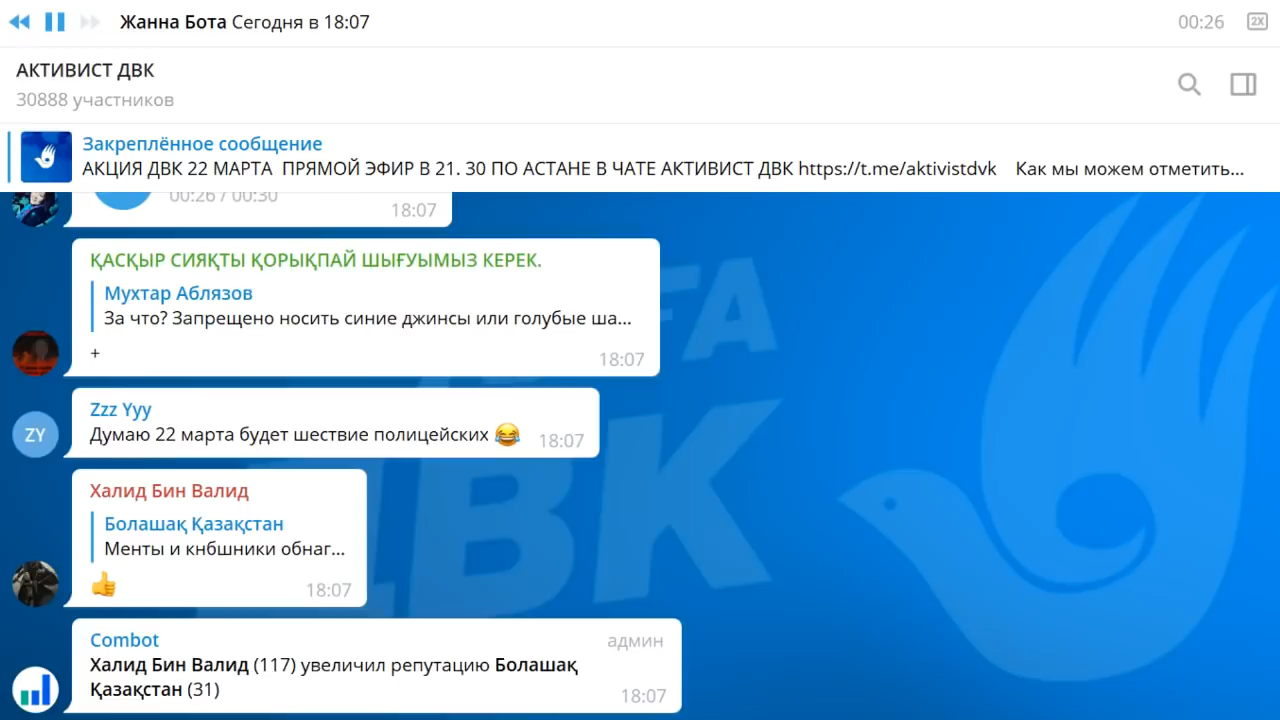 Жанна Бота Сегодня в 18:07
00:26
2X
АКТИВИСТ ДВК
30888 участников
Закреплённое сообщение
АКЦИЯ ДВК 22 МАРТА ПРЯМОЙ ЭФИР В 21. 30 ПО АСТАНЕ В ЧАТЕ АКТИВИСТ ДВК https://t.me/aktivistdvk Как мы можем отметить...
00:26 / 00:30
18:07
ҚАСҚЫР СИЯҚТЫ ҚОРЫҚПАЙ ШЫҒУЫМЫЗ КЕРЕК.
Мухтар Аблязов
За что? Запрещено носить синие джинсы или голубые ша...
+
18:07
ZY
Zzz Yyy
Думаю 22 марта будет шествие полицейских 😂
18:07
Халид Бин Валид
Болашақ Қазақстан
Менты и кнбшники обнаг...
👍
18:07
Combot
админ
Халид Бин Валид (117) увеличил репутацию Болашақ
Қазақстан (31)
18:07
ДВК